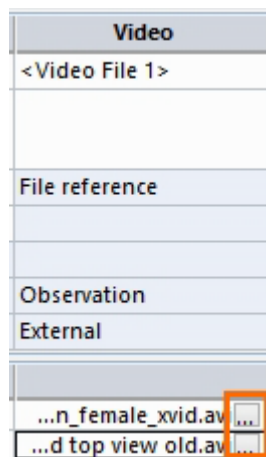 Video
<Video File 1>
File reference
Observation
External
...n_female_xvid.av ...
...d top view old.av ...